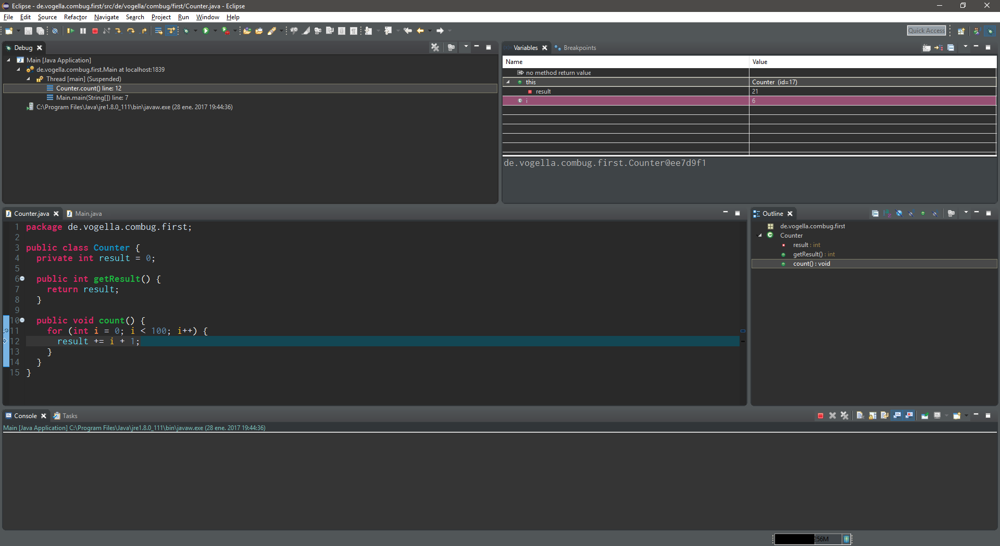 Eclipse - de.vogella.combug.first/src/de/vogella/combug/first/Counter.java - Eclipse
File Edit Source Refactor Navigate Search Project Run Window Help
Quick Access
Debug
Main [Java Application]
de.vogella.combug.first.Main at localhost:1839
Thread [main] (Suspended)
Counter.count() line: 12
Main.main(String[]) line: 7
C:\Program Files\Java\jre1.8.0_111\bin\javaw.exe (28 ene. 2017 19:44:36)
Variables Breakpoints
Name Value
no method return value
this Counter (id=17)
result 21
i 6
de.vogella.combug.first.Counter@ee7d9f1
Counter.java Main.java
1 package de.vogella.combug.first;
2
3 public class Counter {
4 private int result = 0;
5
6 public int getResult() {
7 return result;
8 }
9
10 public void count() {
11 for (int i = 0; i < 100; i++) {
12 result += i + 1;
13 }
14 }
15 }
Outline
de.vogella.combug.first
Counter
result : int
getResult() : int
count() : void
Console Tasks
Main [Java Application] C:\Program Files\Java\jre1.8.0_111\bin\javaw.exe (28 ene. 2017 19:44:36)